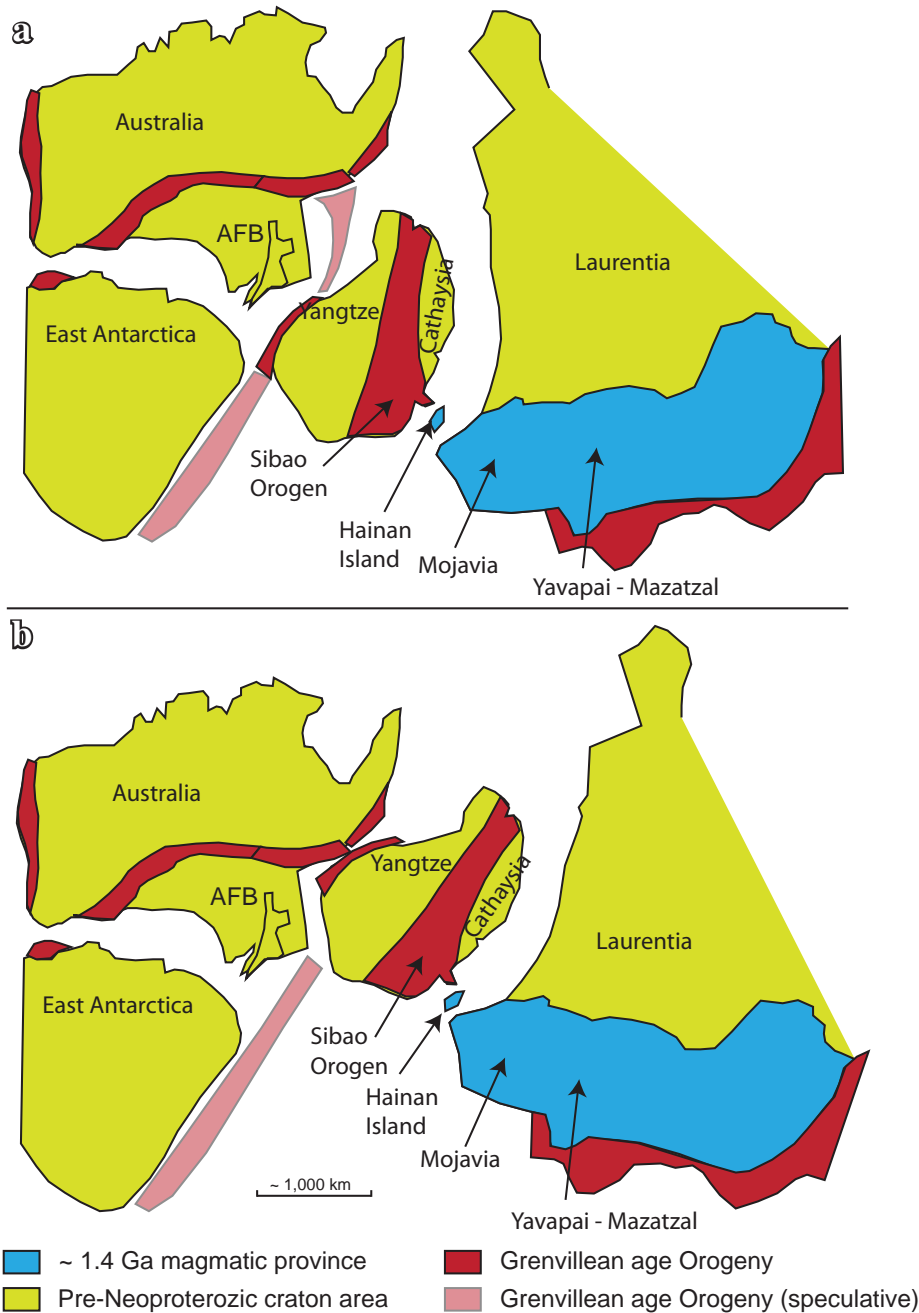 a
Australia
AFB
Laurentia
Yangtze
Cathaysia
East Antarctica
Sibao
Orogen
Hainan
Island
Mojavia
Yavapai - Mazatzal
b
Australia
Yangtze
AFB
Cathaysia
Laurentia
East Antarctica
Sibao
Orogen
Hainan
Island
Mojavia
~ 1,000 km
Yavapai - Mazatzal
~ 1.4 Ga magmatic province
Grenvillean age Orogeny
Pre-Neoproterozic craton area
Grenvillean age Orogeny (speculative)